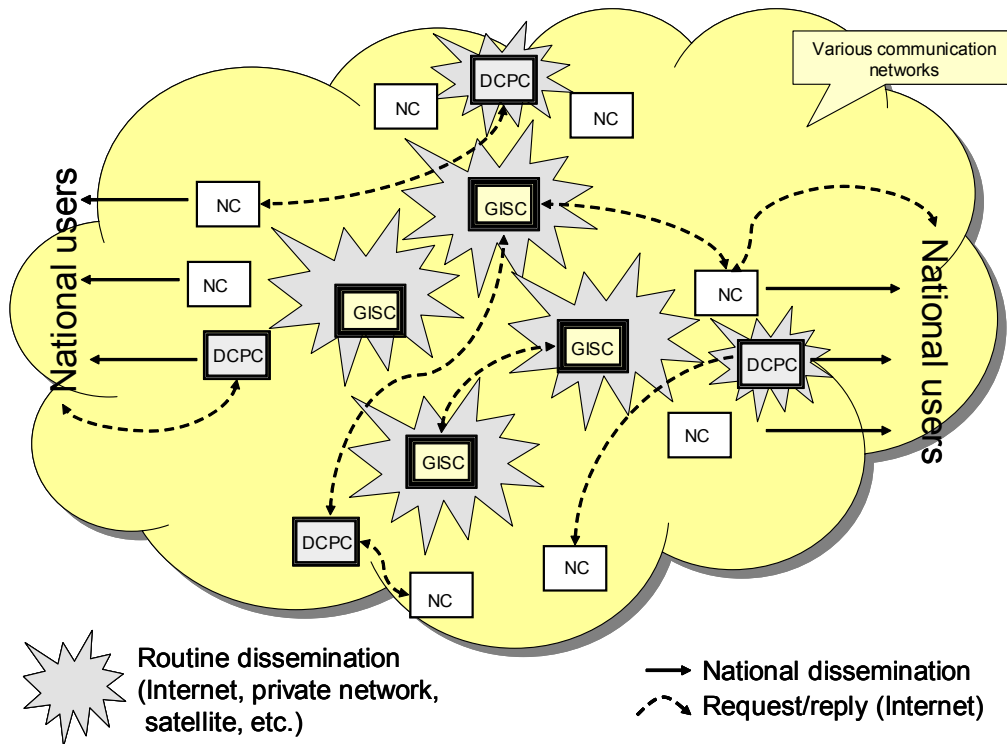 Various communication
networks
DCPC
NC
NC
GISC
NC
National users
NC
NC
GISC
GISC
DCPC
DCPC
National users
NC
GISC
DCPC
NC
NC
Routine dissemination
(Internet, private network,
satellite, etc.)
National dissemination
Request/reply (Internet)